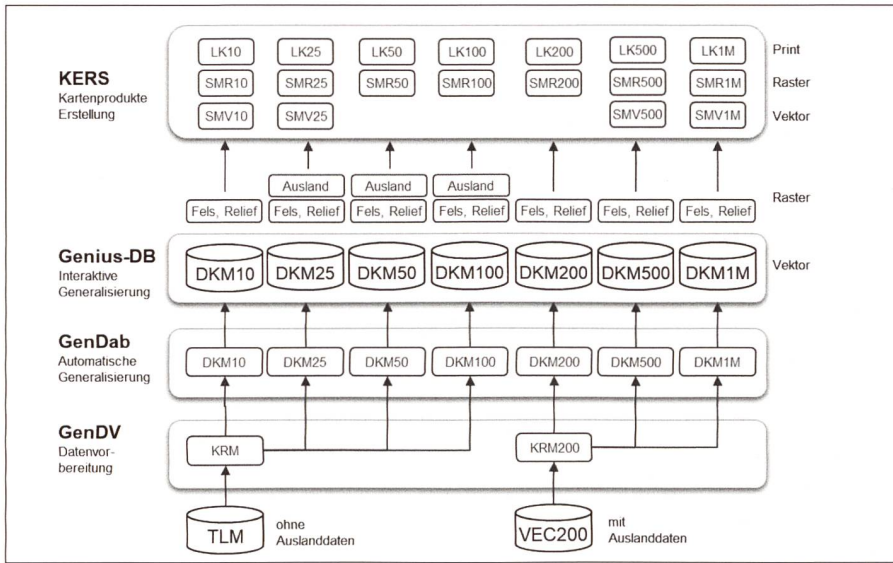 LK10 LK25 LK50 LK100 LK200 LK500 LK1M Print
KERS
Kartenprodukte
Erstellung
SMR10 SMR25 SMR50 SMR100 SMR200 SMR500 SMR1M Raster
SMV10 SMV25 SMV500 SMV1M Vektor
Ausland Ausland Ausland
Fels, Relief Fels, Relief Fels, Relief Fels, Relief Fels, Relief Fels, Relief Fels, Relief Raster
Genius-DB
Interaktive
Generalisierung
DKM10 DKM25 DKM50 DKM100 DKM200 DKM500 DKM1M Vektor
GenDab
Automatische
Generalisierung
DKM10 DKM25 DKM50 DKM100 DKM200 DKM500 DKM1M
GenDV
Datenvor-
bereitung
KRM KRM200
TLM ohne
Auslanddaten
VEC200 mit
Auslanddaten